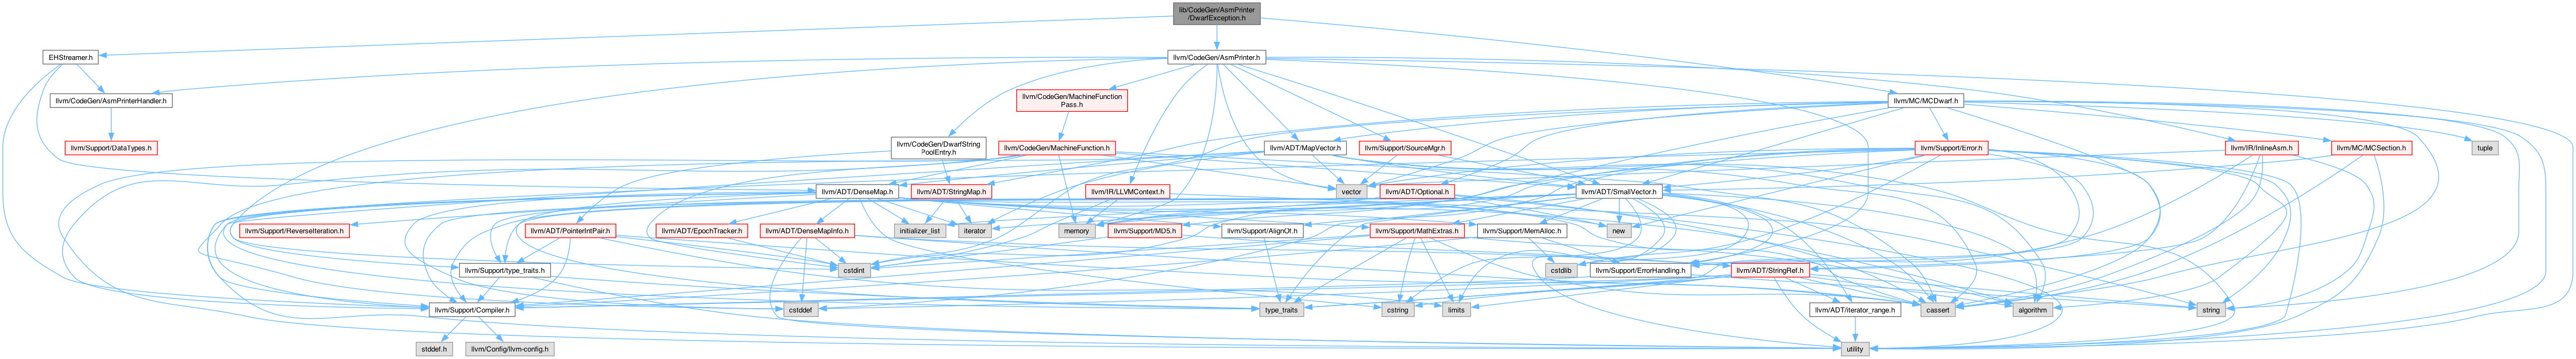 lib/CodeGen/AsmPrinter
/DwarfException.h
EHStreamer.h
llvm/CodeGen/AsmPrinter.h
llvm/CodeGen/AsmPrinterHandler.h
llvm/CodeGen/MachineFunction
Pass.h
llvm/MC/MCDwarf.h
llvm/Support/DataTypes.h
llvm/CodeGen/DwarfString
PoolEntry.h
llvm/CodeGen/MachineFunction.h
llvm/ADT/MapVector.h
llvm/Support/SourceMgr.h
llvm/Support/Error.h
llvm/IR/InlineAsm.h
llvm/MC/MCSection.h
tuple
llvm/ADT/DenseMap.h
llvm/ADT/StringMap.h
llvm/IR/LLVMContext.h
vector
llvm/ADT/Optional.h
llvm/ADT/SmallVector.h
llvm/Support/ReverseIteration.h
llvm/ADT/PointerIntPair.h
llvm/ADT/EpochTracker.h
llvm/ADT/DenseMapInfo.h
initializer_list
iterator
memory
llvm/Support/MD5.h
llvm/Support/AlignOf.h
llvm/Support/MathExtras.h
llvm/Support/MemAlloc.h
new
llvm/Support/type_traits.h
cstdint
cstdlib
llvm/Support/ErrorHandling.h
llvm/ADT/StringRef.h
llvm/Support/Compiler.h
cstddef
type_traits
cstring
limits
llvm/ADT/iterator_range.h
cassert
algorithm
string
stddef.h
llvm/Config/llvm-config.h
utility